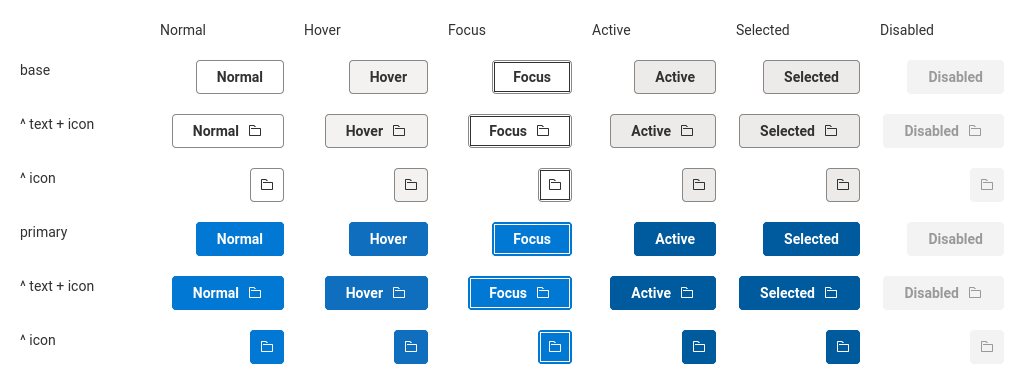 Normal Hover Focus Active Selected Disabled
base Normal Hover Focus Active Selected Disabled
^ text + icon Normal Hover Focus Active Selected Disabled
^ icon
primary Normal Hover Focus Active Selected Disabled
^ text + icon Normal Hover Focus Active Selected Disabled
^ icon